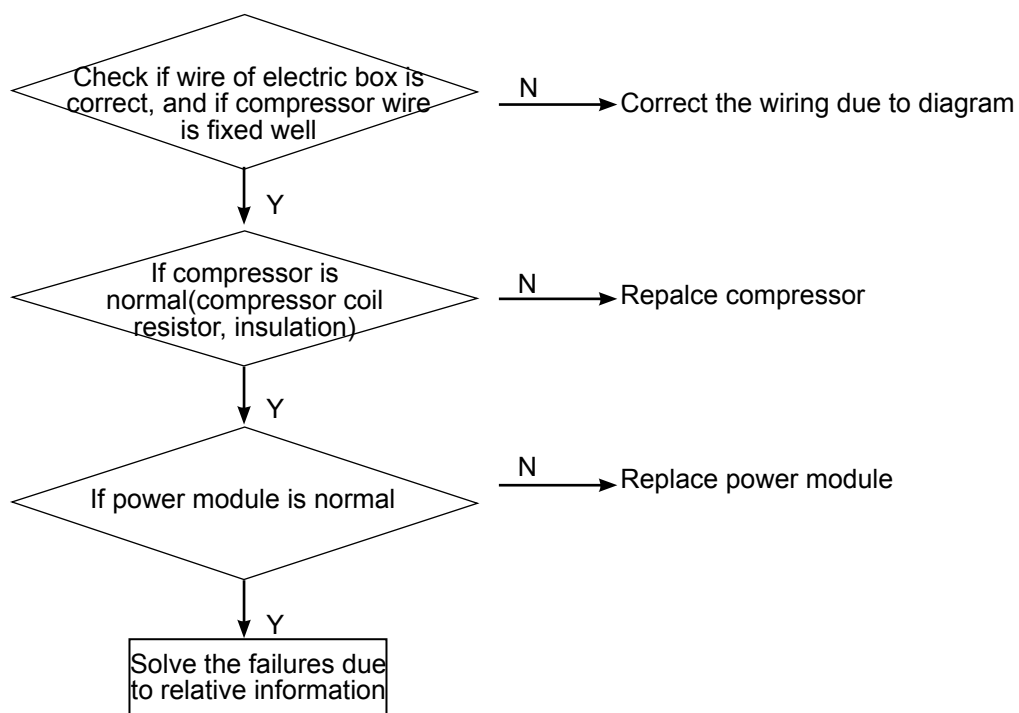 Check if wire of electric box is
correct, and if compressor wire
is fixed well
N
Correct the wiring due to diagram
Y
If compressor is
normal(compressor coil
resistor, insulation)
N
Repalce compressor
Y
If power module is normal
N
Replace power module
Y
Solve the failures due
to relative information